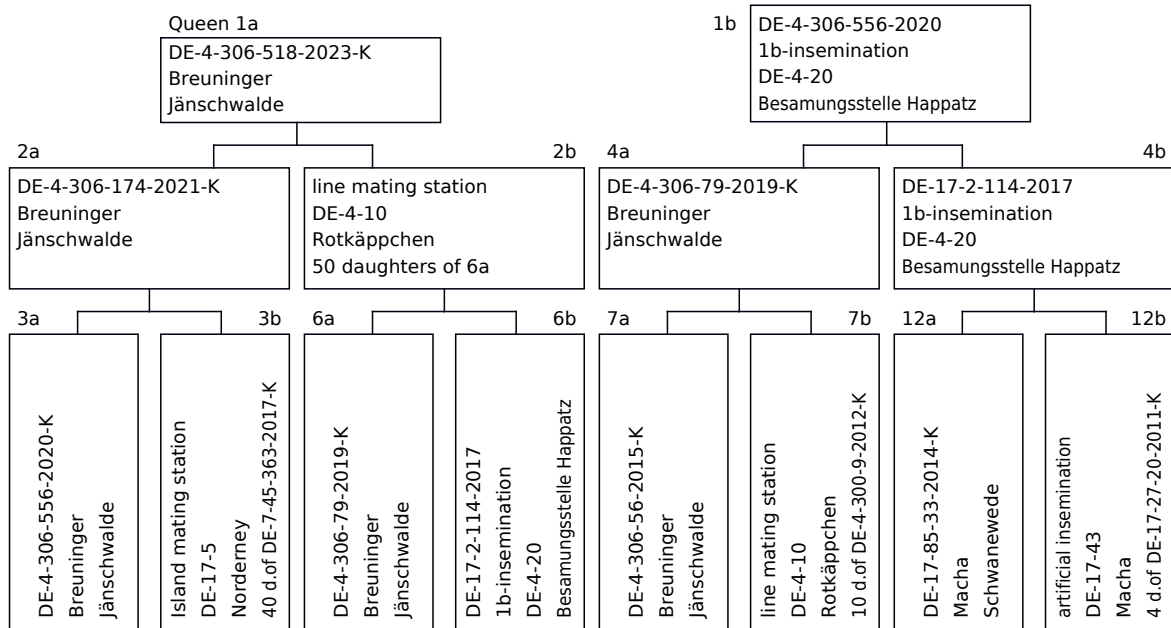 Queen 1a
DE-4-306-518-2023-K
Breuninger
Jänschwalde
1b
DE-4-306-556-2020
1b-insemination
DE-4-20
Besamungsstelle Happatz
2a
DE-4-306-174-2021-K
Breuninger
Jänschwalde
2b
line mating station
DE-4-10
Rotkäppchen
50 daughters of 6a
4a
DE-4-306-79-2019-K
Breuninger
Jänschwalde
4b
DE-17-2-114-2017
1b-insemination
DE-4-20
Besamungsstelle Happatz
3a
DE-4-306-556-2020-K
Breuninger
Jänschwalde
3b
Island mating station
DE-17-5
Norderney
40 d.of DE-7-45-363-2017-K
6a
DE-4-306-79-2019-K
Breuninger
Jänschwalde
6b
DE-17-2-114-2017
1b-insemination
DE-4-20
Besamungsstelle Happatz
7a
DE-4-306-56-2015-K
Breuninger
Jänschwalde
7b
line mating station
DE-4-10
Rotkäppchen
10 d.of DE-4-300-9-2012-K
12a
DE-17-85-33-2014-K
Macha
Schwanewede
12b
artificial insemination
DE-17-43
Macha
4 d.of DE-17-27-20-2011-K